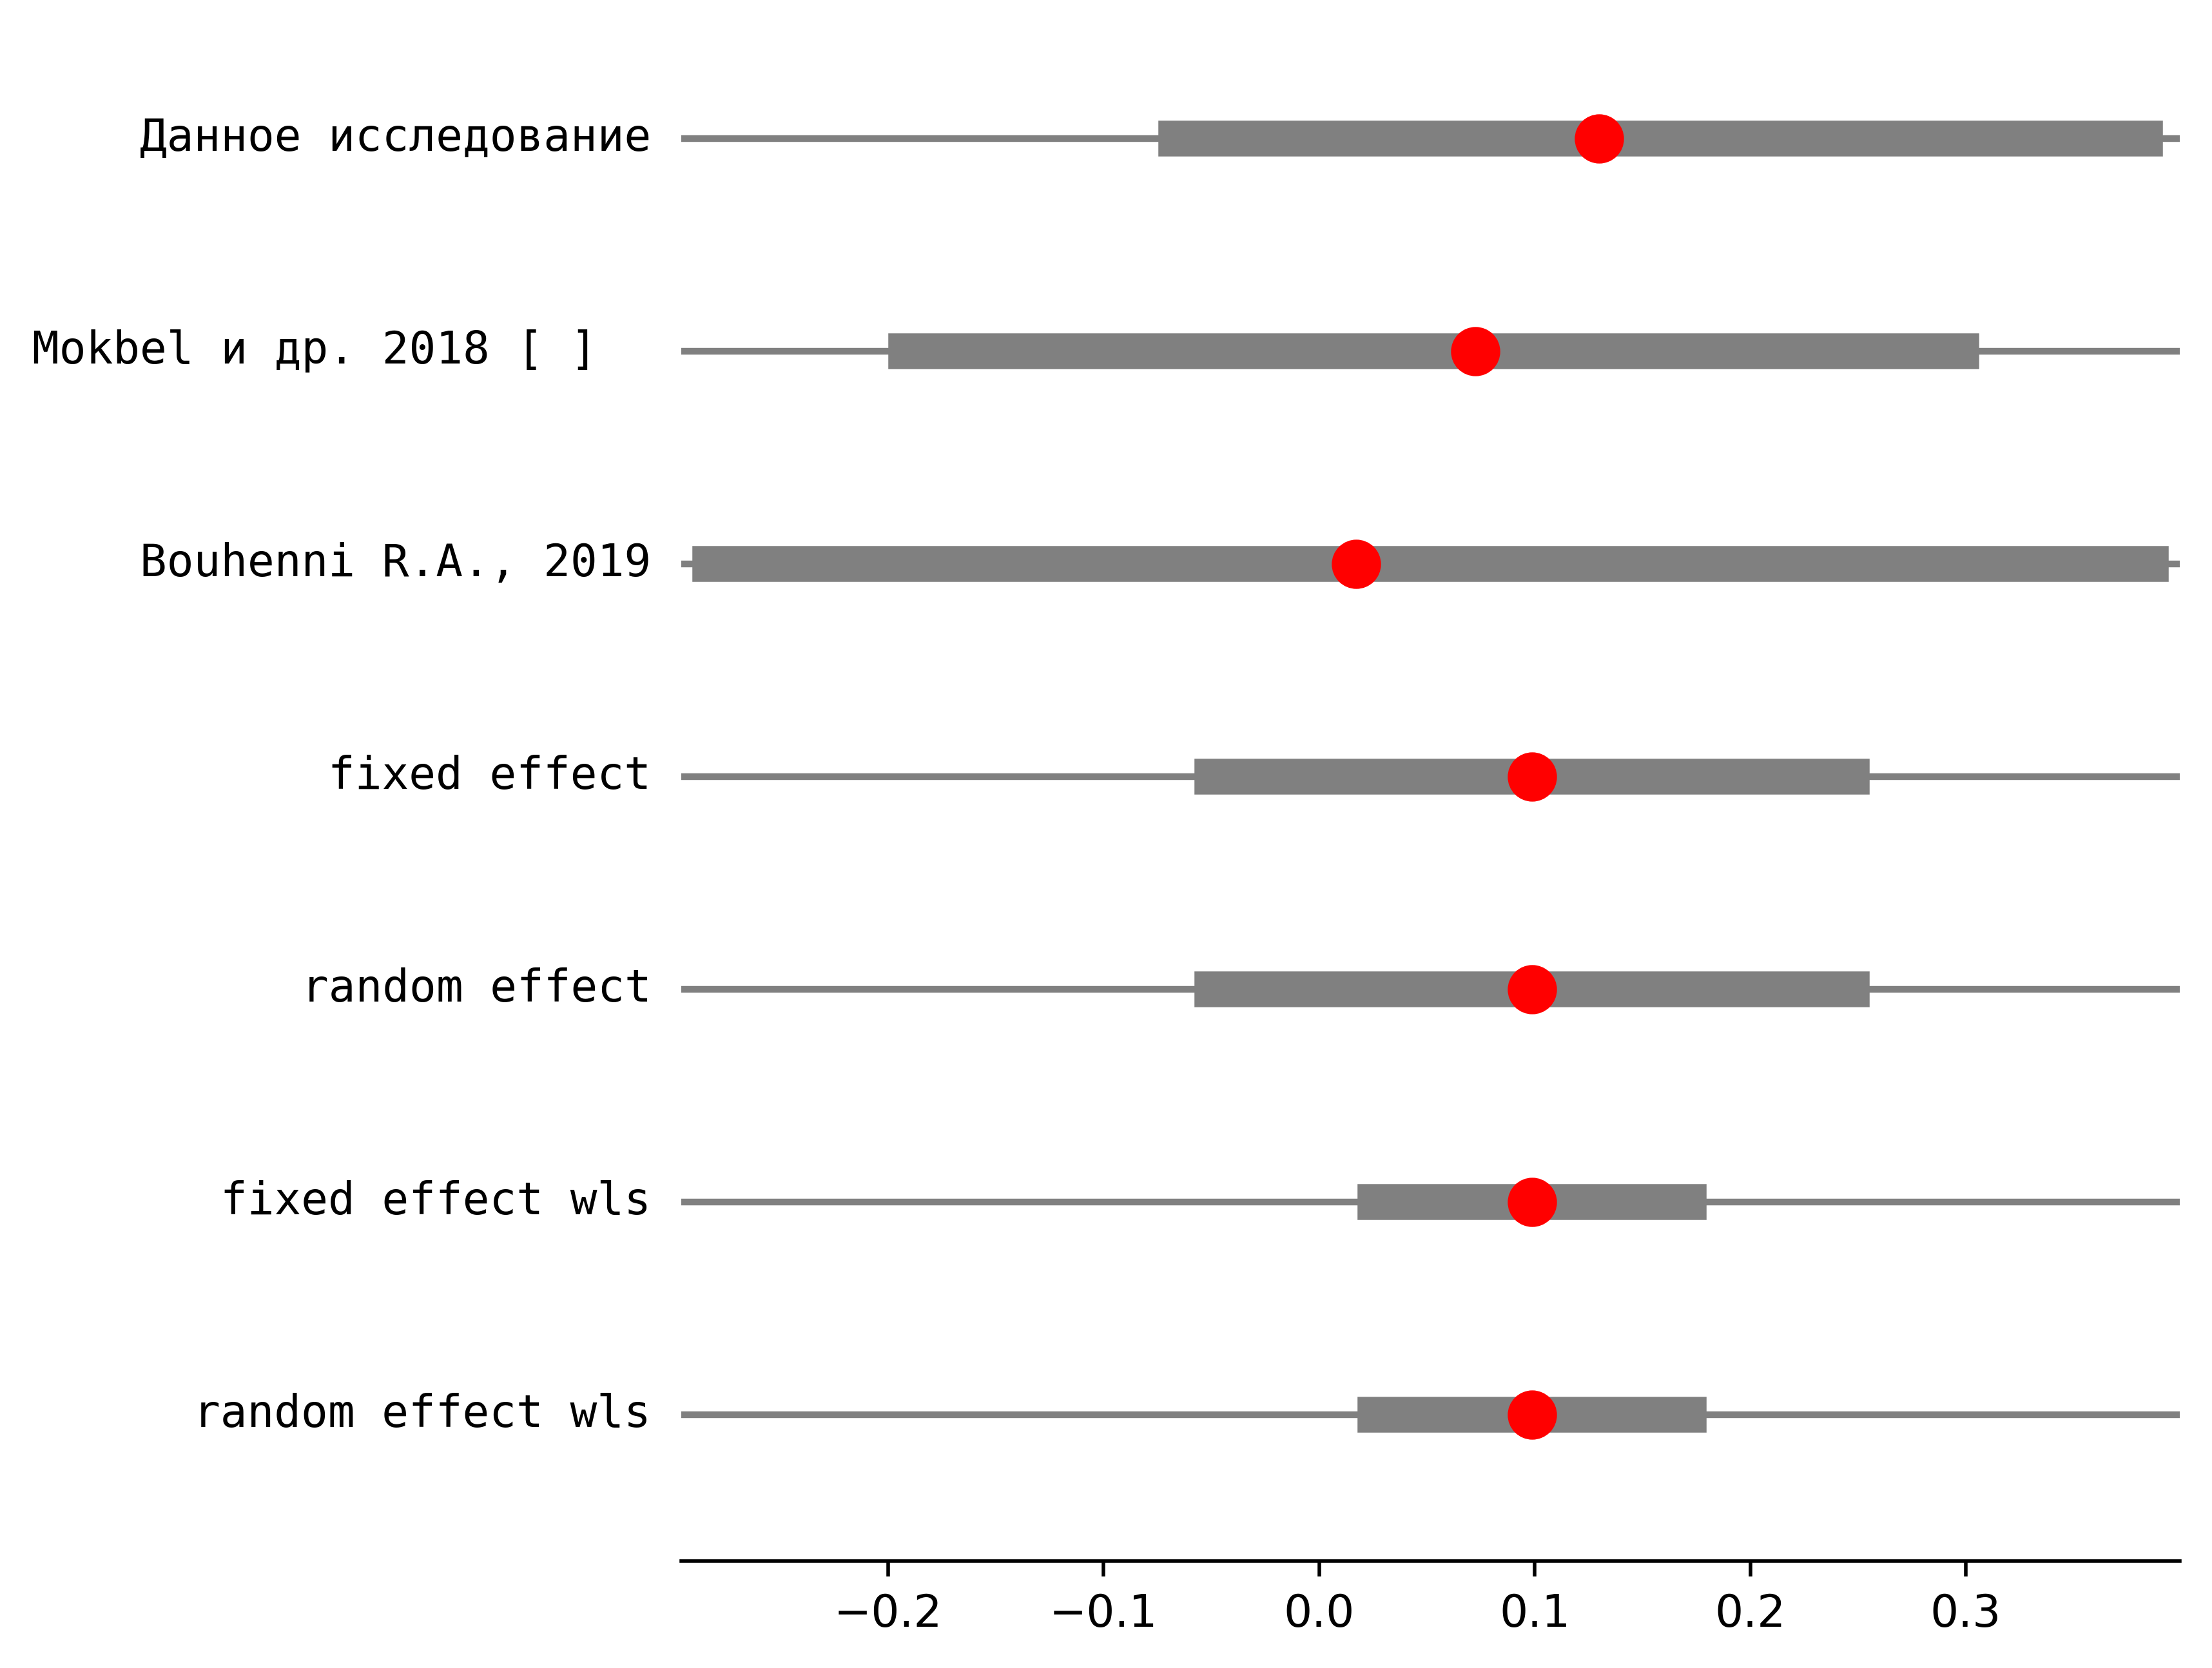 Данное исследование
Mokbel и др. 2018 [ ]
Bouhenni R.A., 2019
fixed effect
random effect
fixed effect wls
random effect wls
−0.2 −0.1 0.0 0.1 0.2 0.3